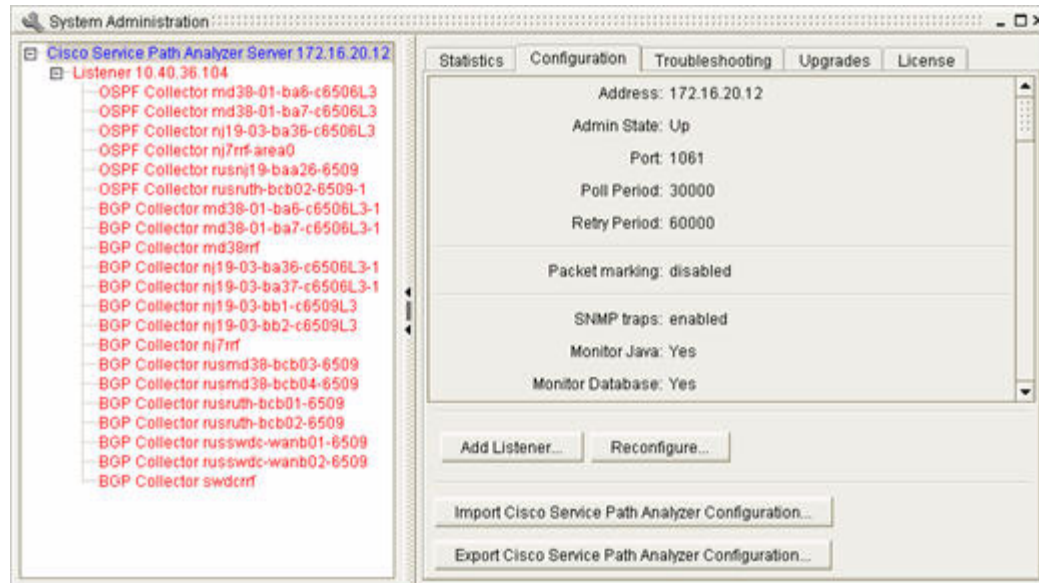 System Administration
Cisco Service Path Analyzer Server 172.16.20.12
Listener 10.40.36.104
OSPF Collector md38-01-ba6-c6506L3
OSPF Collector md38-01-ba7-c6506L3
OSPF Collector nj19-03-ba36-c6506L3
OSPF Collector nj7rrf-area0
OSPF Collector rusnj19-baa26-6509
OSPF Collector rusruth-bcb02-6509-1
BGP Collector md38-01-ba6-c6506L3-1
BGP Collector md38-01-ba7-c6506L3-1
BGP Collector md38rrf
BGP Collector nj19-03-ba36-c6506L3-1
BGP Collector nj19-03-ba37-c6506L3-1
BGP Collector nj19-03-bb1-c6509L3
BGP Collector nj19-03-bb2-c6509L3
BGP Collector nj7rrf
BGP Collector rusmd38-bcb03-6509
BGP Collector rusmd38-bcb04-6509
BGP Collector rusruth-bcb01-6509
BGP Collector rusruth-bcb02-6509
BGP Collector russwdc-wanb01-6509
BGP Collector russwdc-wanb02-6509
BGP Collector swdcrrf
Statistics Configuration Troubleshooting Upgrades License
Address: 172.16.20.12
Admin State: Up
Port: 1061
Poll Period: 30000
Retry Period: 60000
Packet marking: disabled
SNMP traps: enabled
Monitor Java: Yes
Monitor Database: Yes
Add Listener... Reconfigure...
Import Cisco Service Path Analyzer Configuration...
Export Cisco Service Path Analyzer Configuration...